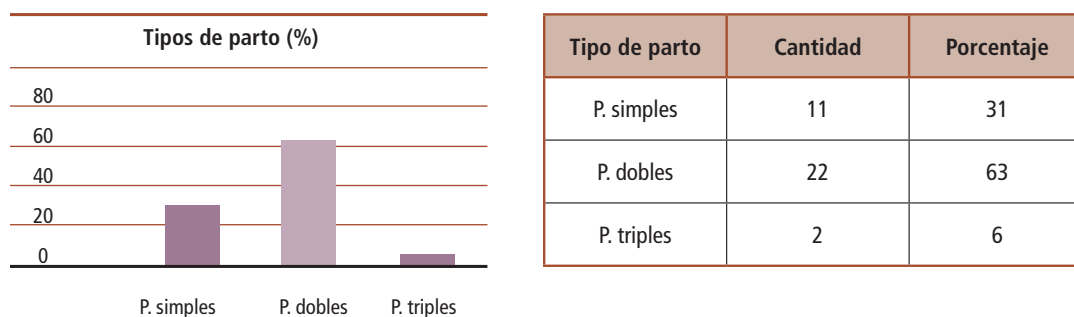 Tipos de parto (%)
80
60
40
20
0
P. simples P. dobles P. triples
Tipo de parto Cantidad Porcentaje
P. simples 11 31
P. dobles 22 63
P. triples 2 6